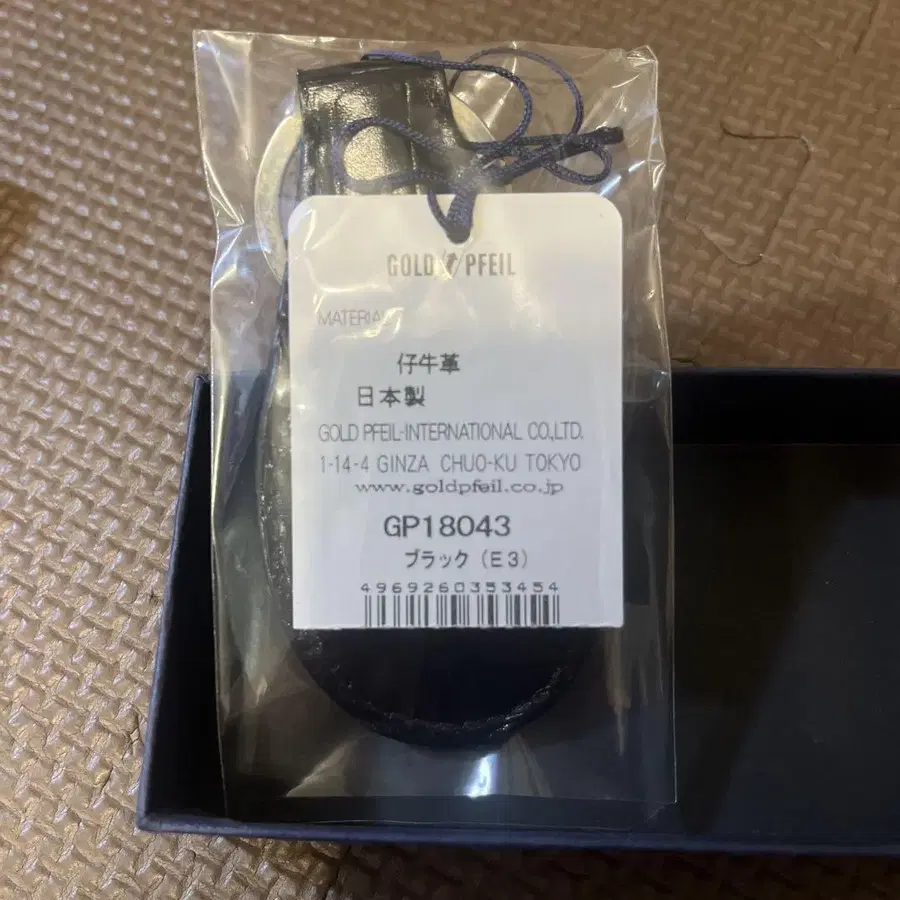 GOLD PFEIL
MATERIAL
仔牛革
日本製
GOLD PFEIL-INTERNATIONAL CO.,LTD.
1-14-4 GINZA CHUO-KU TOKYO
www.goldpfeil.co.jp
GP18043
ブラック(E3)
4969260353454